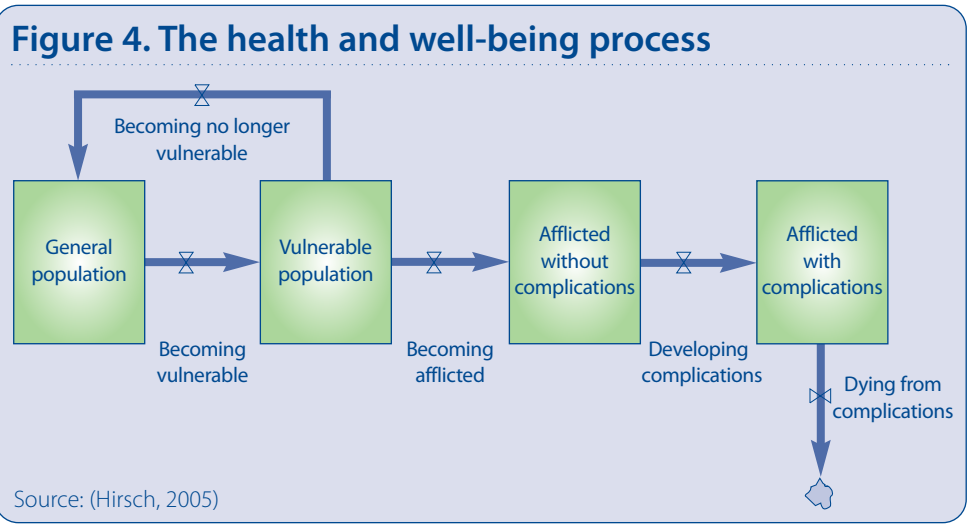 Figure 4. The health and well-being process
Becoming no longer
vulnerable
General
population
Vulnerable
population
Afflicted
without
complications
Afflicted
with
complications
Becoming
vulnerable
Becoming
afflicted
Developing
complications
Dying from
complications
Source: (Hirsch, 2005)